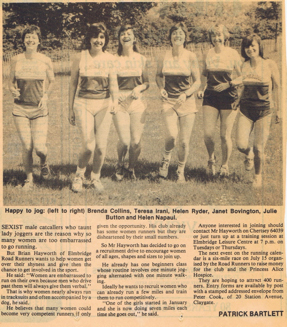 Happy to jog: (left to right) Brenda Collins, Teresa Irani, Helen Ryder, Janet Bovington, Julie
Button and Helen Napaul.
SEXIST male catcallers who taunt
lady joggers are the reason why so
many women are too embarrassed
to go running.
But Brian Hayworth of Elmbridge
Road Runners wants to help women get
over their shyness and give them the
chance to get involved in the sport.
He said: "Women are embarrassed to
run on their own because men who drive
past them will always give them verbal."
"That is why women nearly always run
in tracksuits and often accompanied by a
dog, he said.
He believes that many women could
become very competent runners if only
given the opportunity. His club already
has some women runners but they are
disheartened by their small numbers.
So Mr Hayworth has decided to go on
a recruitment drive to encourage women
of all ages, shapes and sizes to join up.
He already has one beginners class
whose routine involves one minute jog-
ging alternated with one minute walk-
ing.
Ideally he wants to recruit women who
can already run a few miles and train
them to run competitively.
"One of the girls started in January
and she is now doing seven miles each
time she goes out," he said.
Anyone interested in joining should
contact Mr Hayworth on Chertsey
or just turn up at a training session at
Elmbridge Leisure Centre at 7 p.m. on
Tuesdays or Thursdays.
The next event on the running calen-
dar is a six-mile race on July 15 organ-
ised by the Road Runners to raise money
for the club and the Princess Alice
Hospice.
They are hoping to attract 400 run-
ners. Entry forms are available by post
with a stamped addressed envelope from
Peter Cook, of 20 Station Avenue,
Claygate.
PATRICK BARTLETT